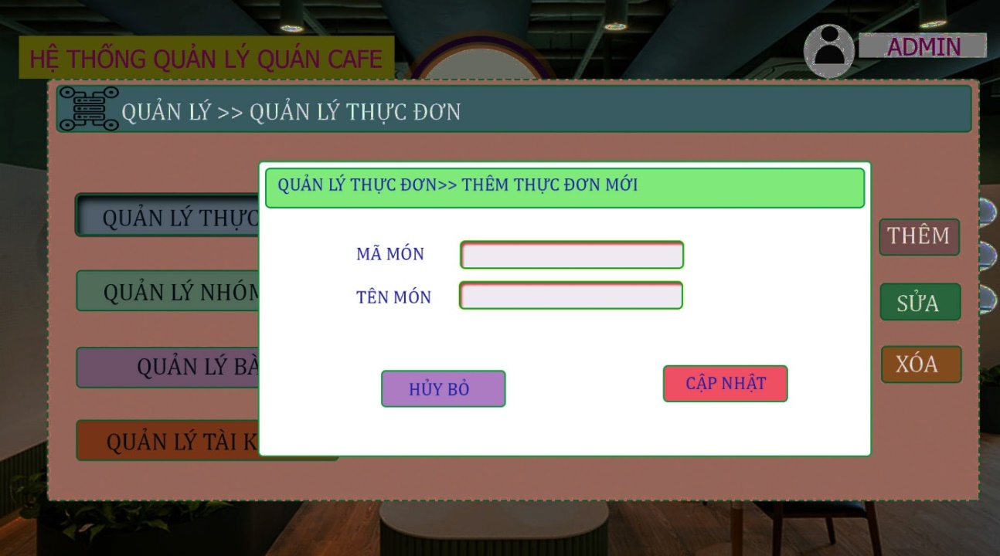 HỆ THỐNG QUẢN LÝ QUÁN CAFE
ADMIN
QUẢN LÝ >> QUẢN LÝ THỰC ĐƠN
QUẢN LÝ THỰC ĐƠN>> THÊM THỰC ĐƠN MỚI
MÃ MÓN
TÊN MÓN
HỦY BỎ
CẬP NHẬT
QUẢN LÝ THỰC
QUẢN LÝ NHÓM
QUẢN LÝ BÀ
QUẢN LÝ TÀI K
THÊM
SỬA
XÓA